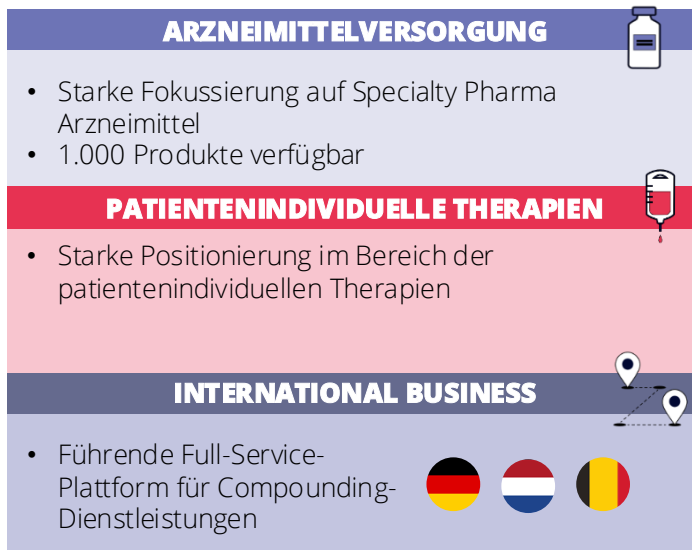 ARZNEIMITTELVERSORGUNG
• Starke Fokussierung auf Specialty Pharma
Arzneimittel
• 1.000 Produkte verfügbar
PATIENTENINDIVIDUELLE THERAPIEN
• Starke Positionierung im Bereich der
patientenindividuellen Therapien
INTERNATIONAL BUSINESS
• Führende Full-Service-
Plattform für Compounding-
Dienstleistungen